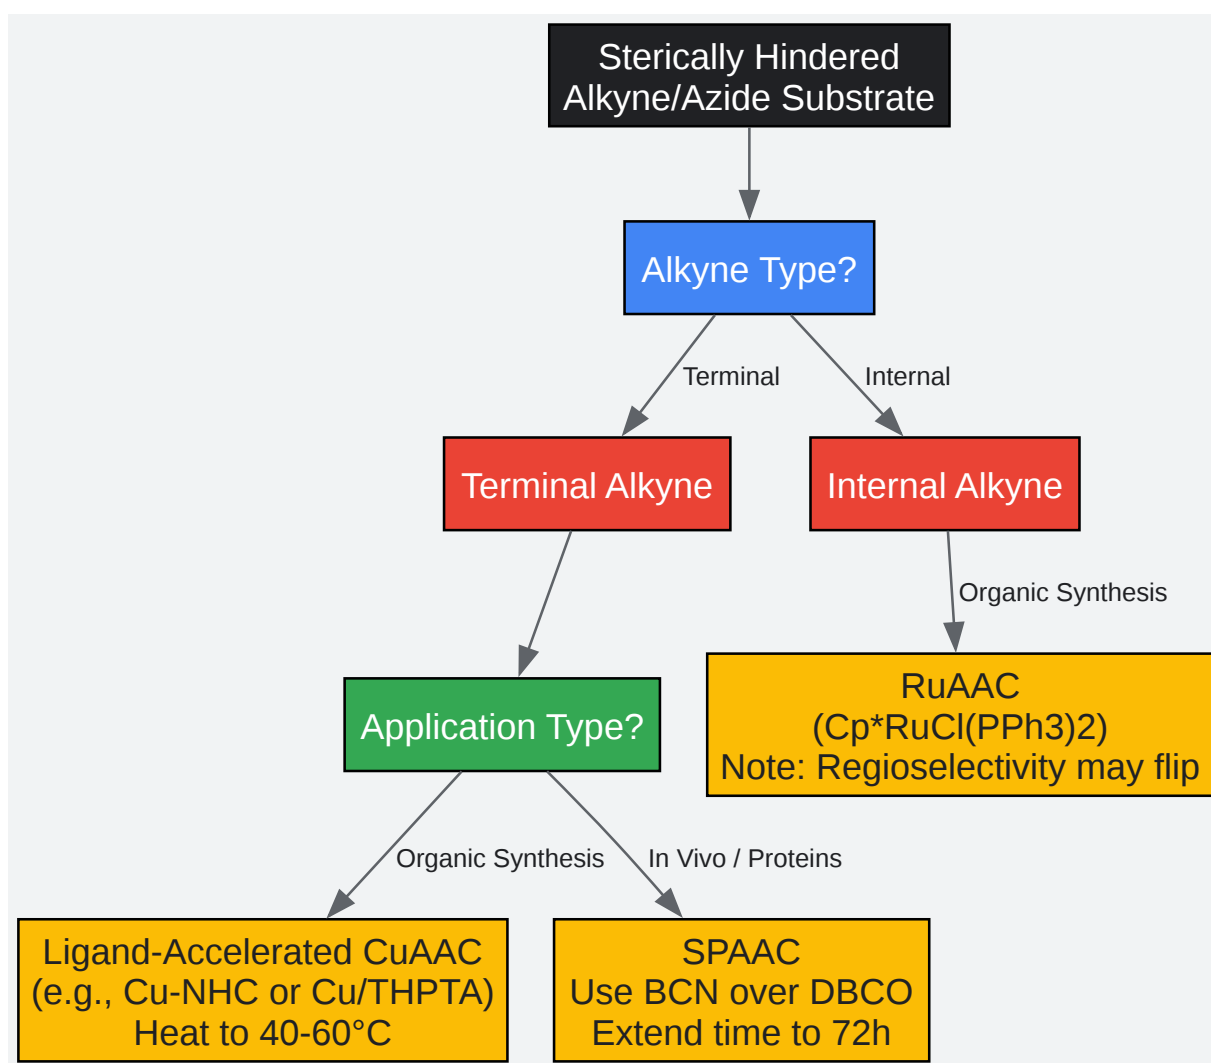 Sterically Hindered
Alkyne/Azide Substrate
Alkyne Type?
Terminal
Internal
Terminal Alkyne
Internal Alkyne
Organic Synthesis
RuAAC
(Cp*RuCl(PPh3)2)
Note: Regioselectivity may flip
Application Type?
Organic Synthesis
In Vivo / Proteins
Ligand-Accelerated CuAAC
(e.g., Cu-NHC or Cu/THPTA)
Heat to 40-60°C
SPAAC
Use BCN over DBCO
Extend time to 72h